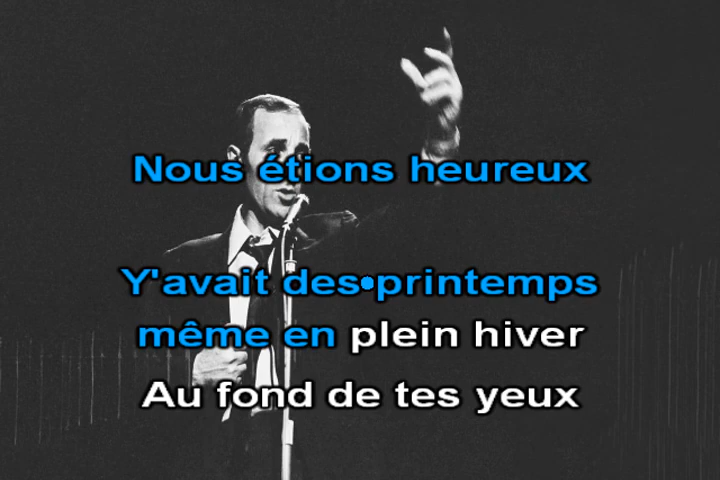 Nous étions heureux
Y'avait des•printemps
même en plein hiver
Au fond de tes yeux